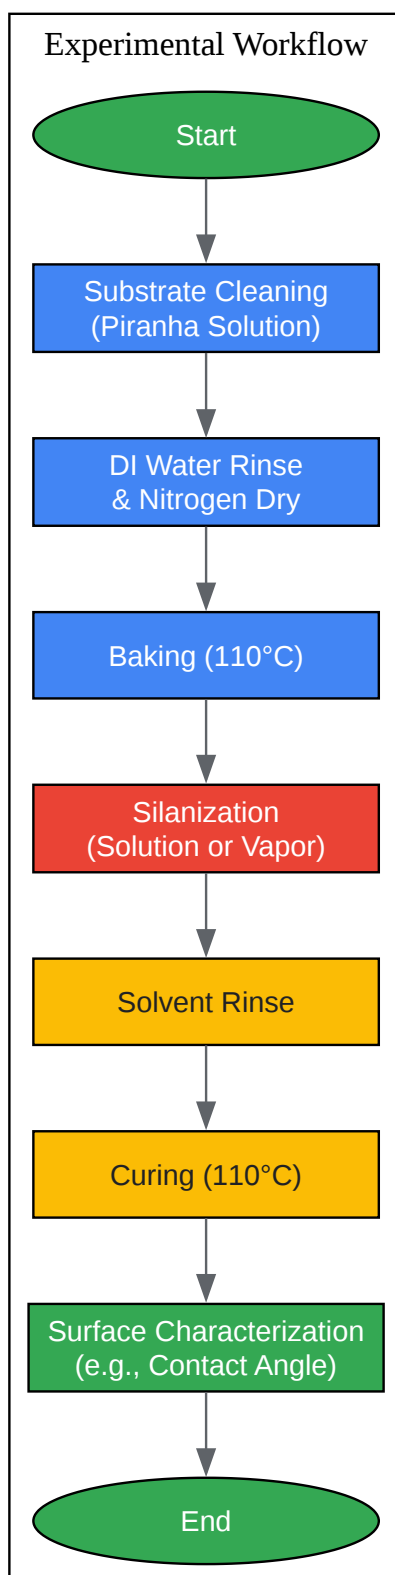 Experimental Workflow
Start
Substrate Cleaning
(Piranha Solution)
DI Water Rinse
& Nitrogen Dry
Baking (110°C)
Silanization
(Solution or Vapor)
Solvent Rinse
Curing (110°C)
Surface Characterization
(e.g., Contact Angle)
End